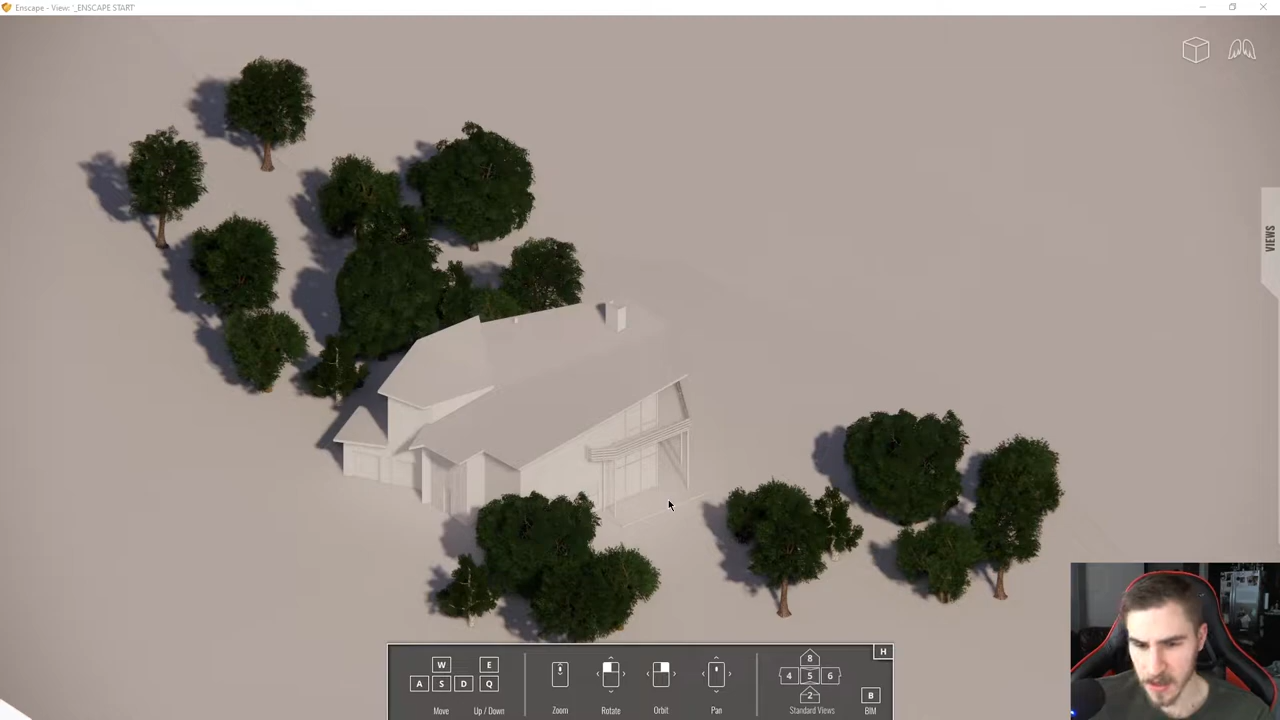 Enscape - View: '_ENSCAPE START'
VIEWS
H
W E
A S D Q
8
4 5 6
2
B
Move Up / Down Zoom Rotate Orbit Pan Standard Views BIM